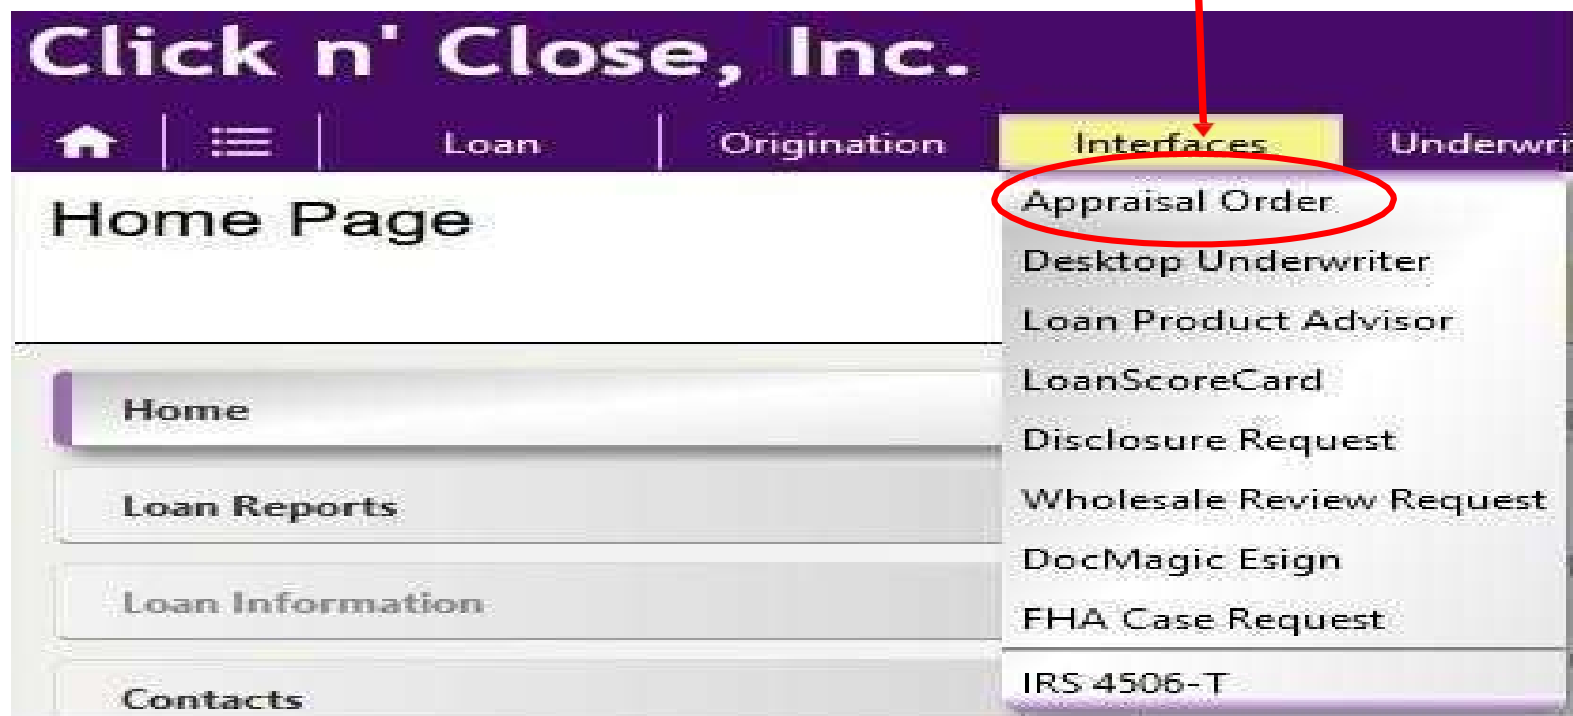 Click n' Close, Inc.
Loan Origination Interfaces Underwri
Home Page
Appraisal Order
Desktop Underwriter
Loan Product Advisor
LoanScoreCard
Disclosure Request
Wholesale Review Request
DocMagic Esign
FHA Case Request
IRS 4506-T
Home
Loan Reports
Loan Information
Contacts